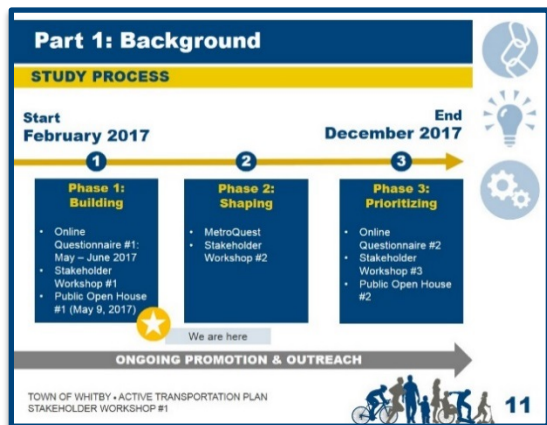 Part 1: Background
STUDY PROCESS
Start
February 2017
End
December 2017
1
2
3
Phase 1:
Building
• Online
Questionnaire #1:
May – June 2017
• Stakeholder
Workshop #1
• Public Open House
#1 (May 9, 2017)
Phase 2:
Shaping
• MetroQuest
• Stakeholder
Workshop #2
Phase 3:
Prioritizing
• Online
Questionnaire #2
• Stakeholder
Workshop #3
• Public Open House
#2
We are here
ONGOING PROMOTION & OUTREACH
TOWN OF WHITBY • ACTIVE TRANSPORTATION PLAN
STAKEHOLDER WORKSHOP #1
11